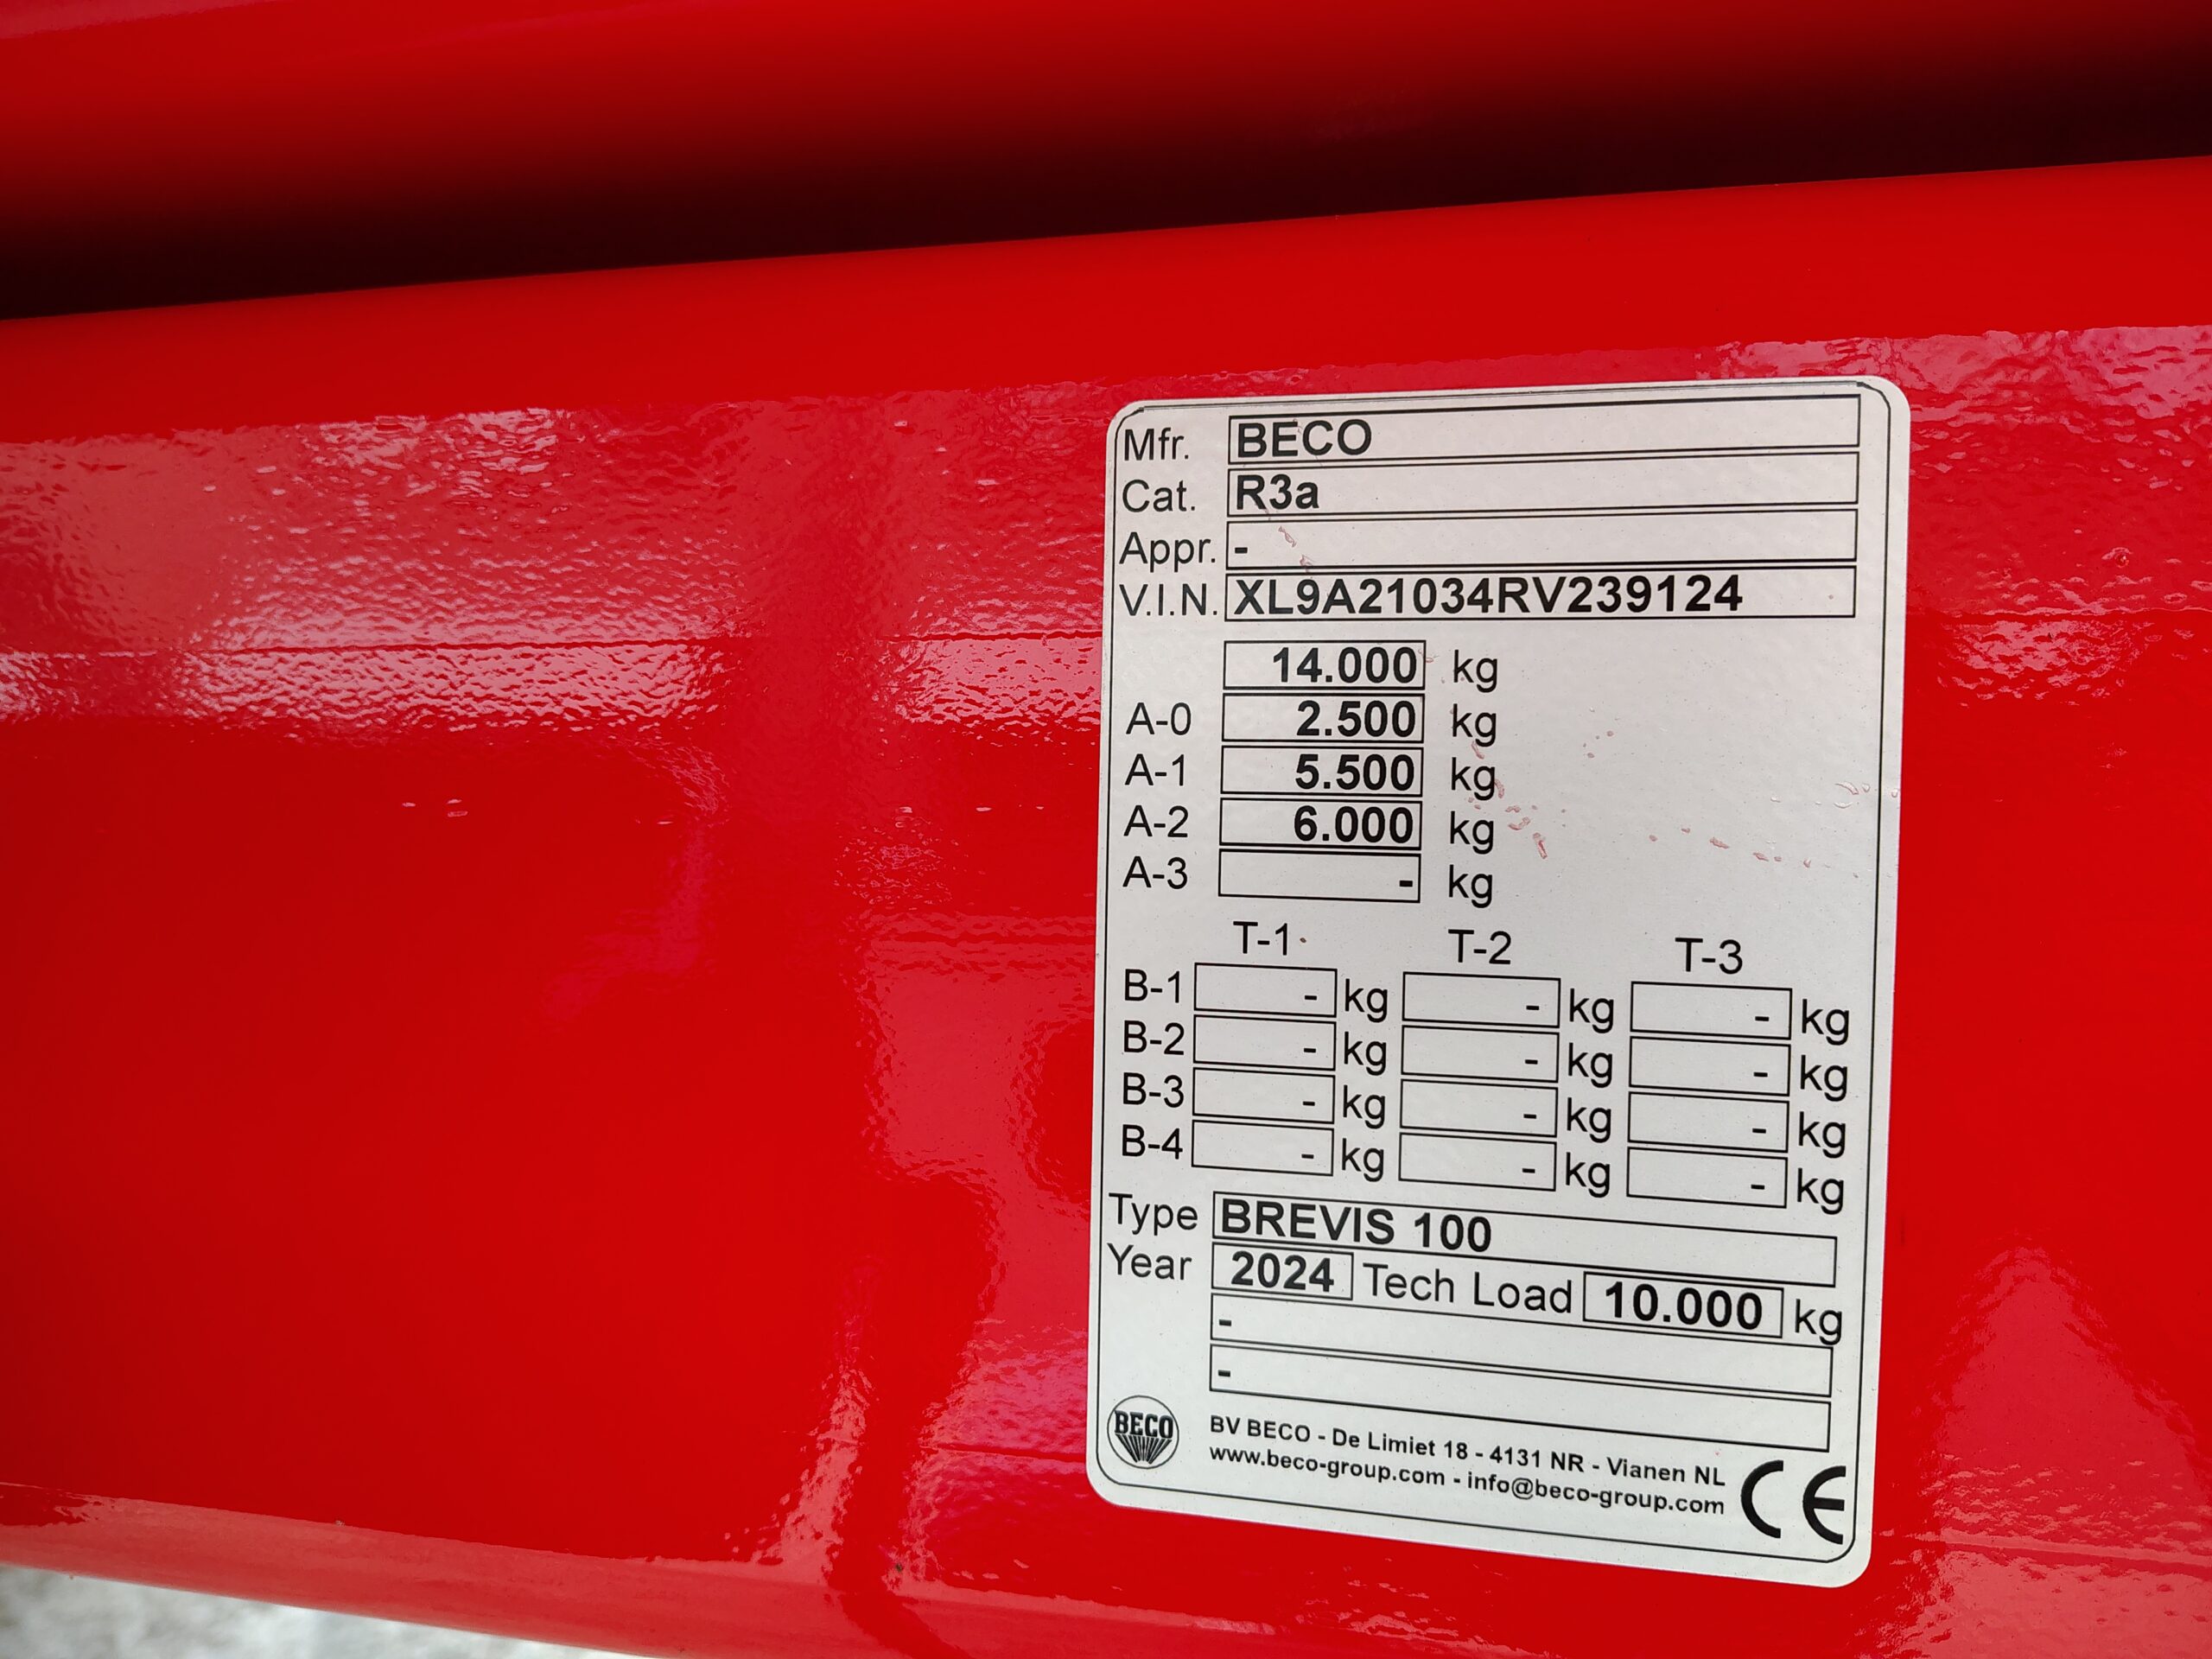 Mfr. BECO
Cat. R3a
Appr. -
V.I.N. XL9A21034RV239124
14.000 kg
A-0 2.500 kg
A-1 5.500 kg
A-2 6.000 kg
A-3 - kg
T-1 T-2 T-3
B-1 - kg - kg - kg
B-2 - kg - kg - kg
B-3 - kg - kg - kg
B-4 - kg - kg - kg
Type BREVIS 100
Year 2024 Tech Load 10.000 kg
-
-
BECO
BV BECO - De Limiet 18 - 4131 NR - Vianen NL
www.beco-group.com - info@beco-group.com
CE